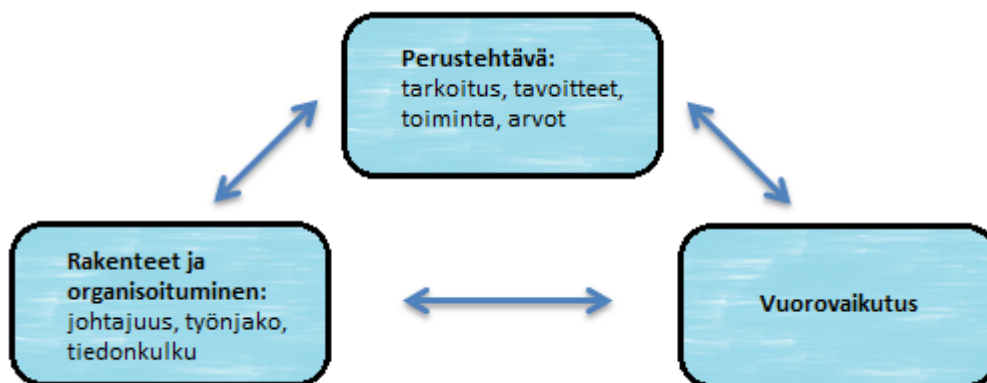 Perustehtävä:
tarkoitus, tavoitteet,
toiminta, arvot
Rakenteet ja
organisoituminen:
johtajuus, työnjako,
tiedonkulku
Vuorovaikutus